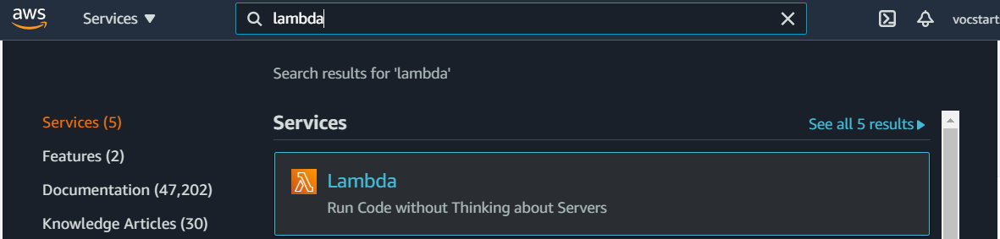 aws
Services
lambda
vocstart
Search results for 'lambda'
Services (5)
Features (2)
Documentation (47,202)
Knowledge Articles (30)
Services
See all 5 results
Lambda
Run Code without Thinking about Servers